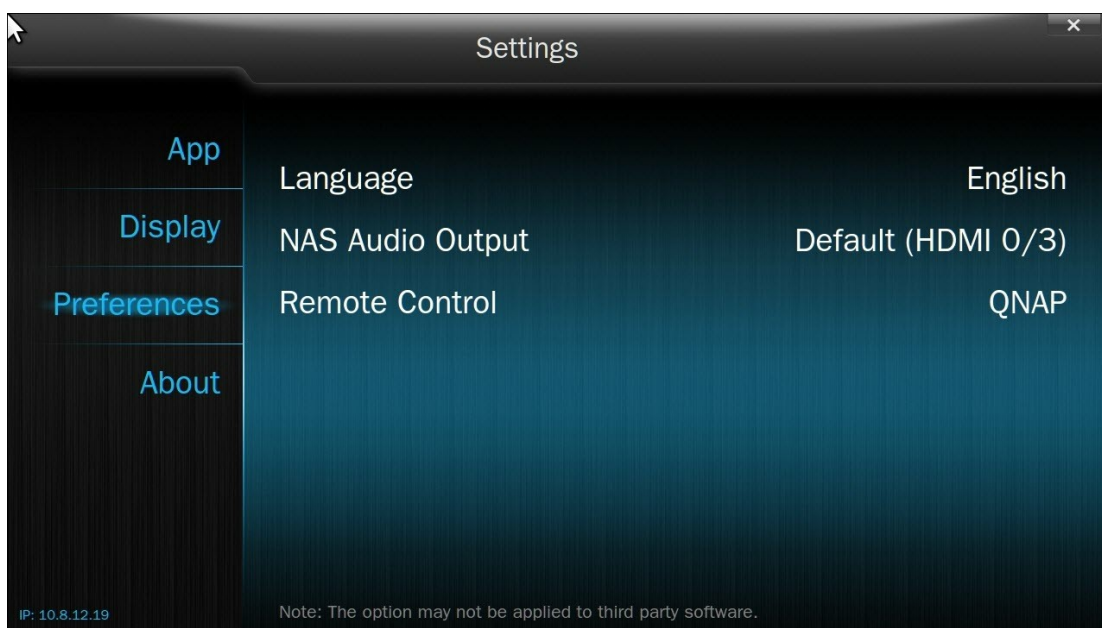 Settings
App
Display
Preferences
About
Language English
NAS Audio Output Default (HDMI 0/3)
Remote Control QNAP
IP: 10.8.12.19
Note: The option may not be applied to third party software.